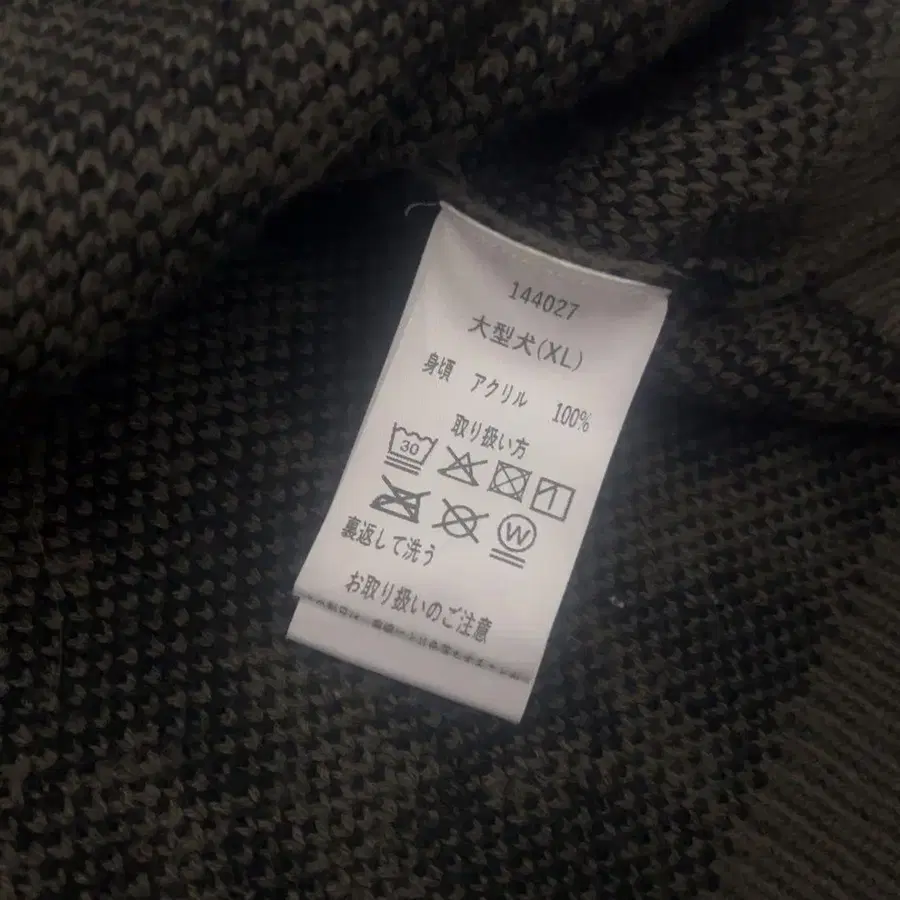 144027
大型犬(XL)
身頃 アクリル 100%
取り扱い方
30
W
裏返して洗う
お取り扱いのご注意